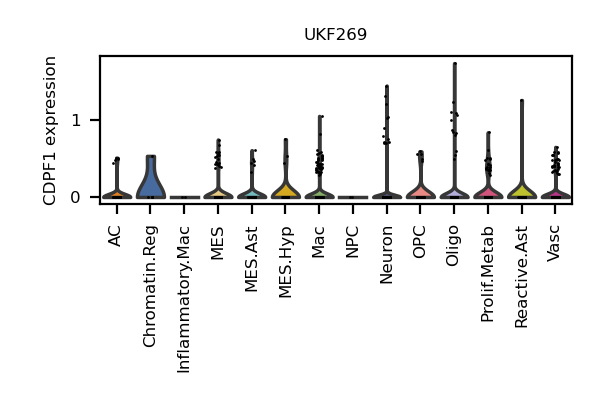 UKF269
CDPF1 expression
1
0
AC
Chromatin.Reg
Inflammatory.Mac
MES
MES.Ast
MES.Hyp
Mac
NPC
Neuron
OPC
Oligo
Prolif.Metab
Reactive.Ast
Vasc